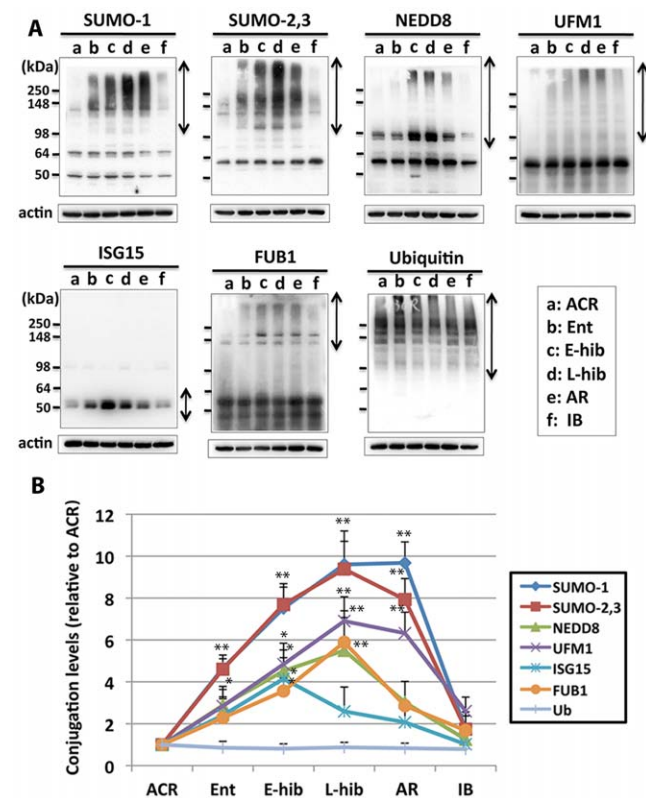 A
SUMO-1 SUMO-2,3 NEDD8 UFM1
a b c d e f a b c d e f a b c d e f a b c d e f
(kDa)
250
148
98
64
50
actin
ISG15 FUB1 Ubiquitin
a b c d e f a b c d e f a b c d e f
(kDa)
250
148
98
64
50
actin
a: ACR
b: Ent
c: E-hib
d: L-hib
e: AR
f: IB
B
Conjugation levels (relative to ACR)
12
10
8
6
4
2
0
** ** ** ** ** ** ** ** ** * * * *
ACR Ent E-hib L-hib AR IB
SUMO-1
SUMO-2,3
NEDD8
UFM1
ISG15
FUB1
Ub